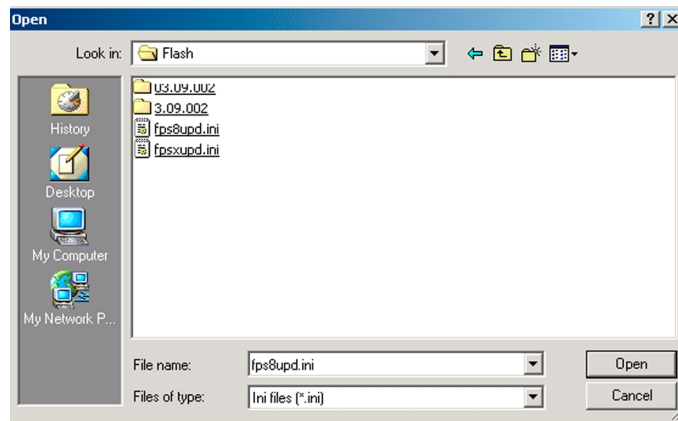 Open
Look in: Flash
03.09.002
3.09.002
fps8upd.ini
fpsxupd.ini
History
Desktop
My Computer
My Network P...
File name: fps8upd.ini Open
Files of type: Ini files (*.ini) Cancel